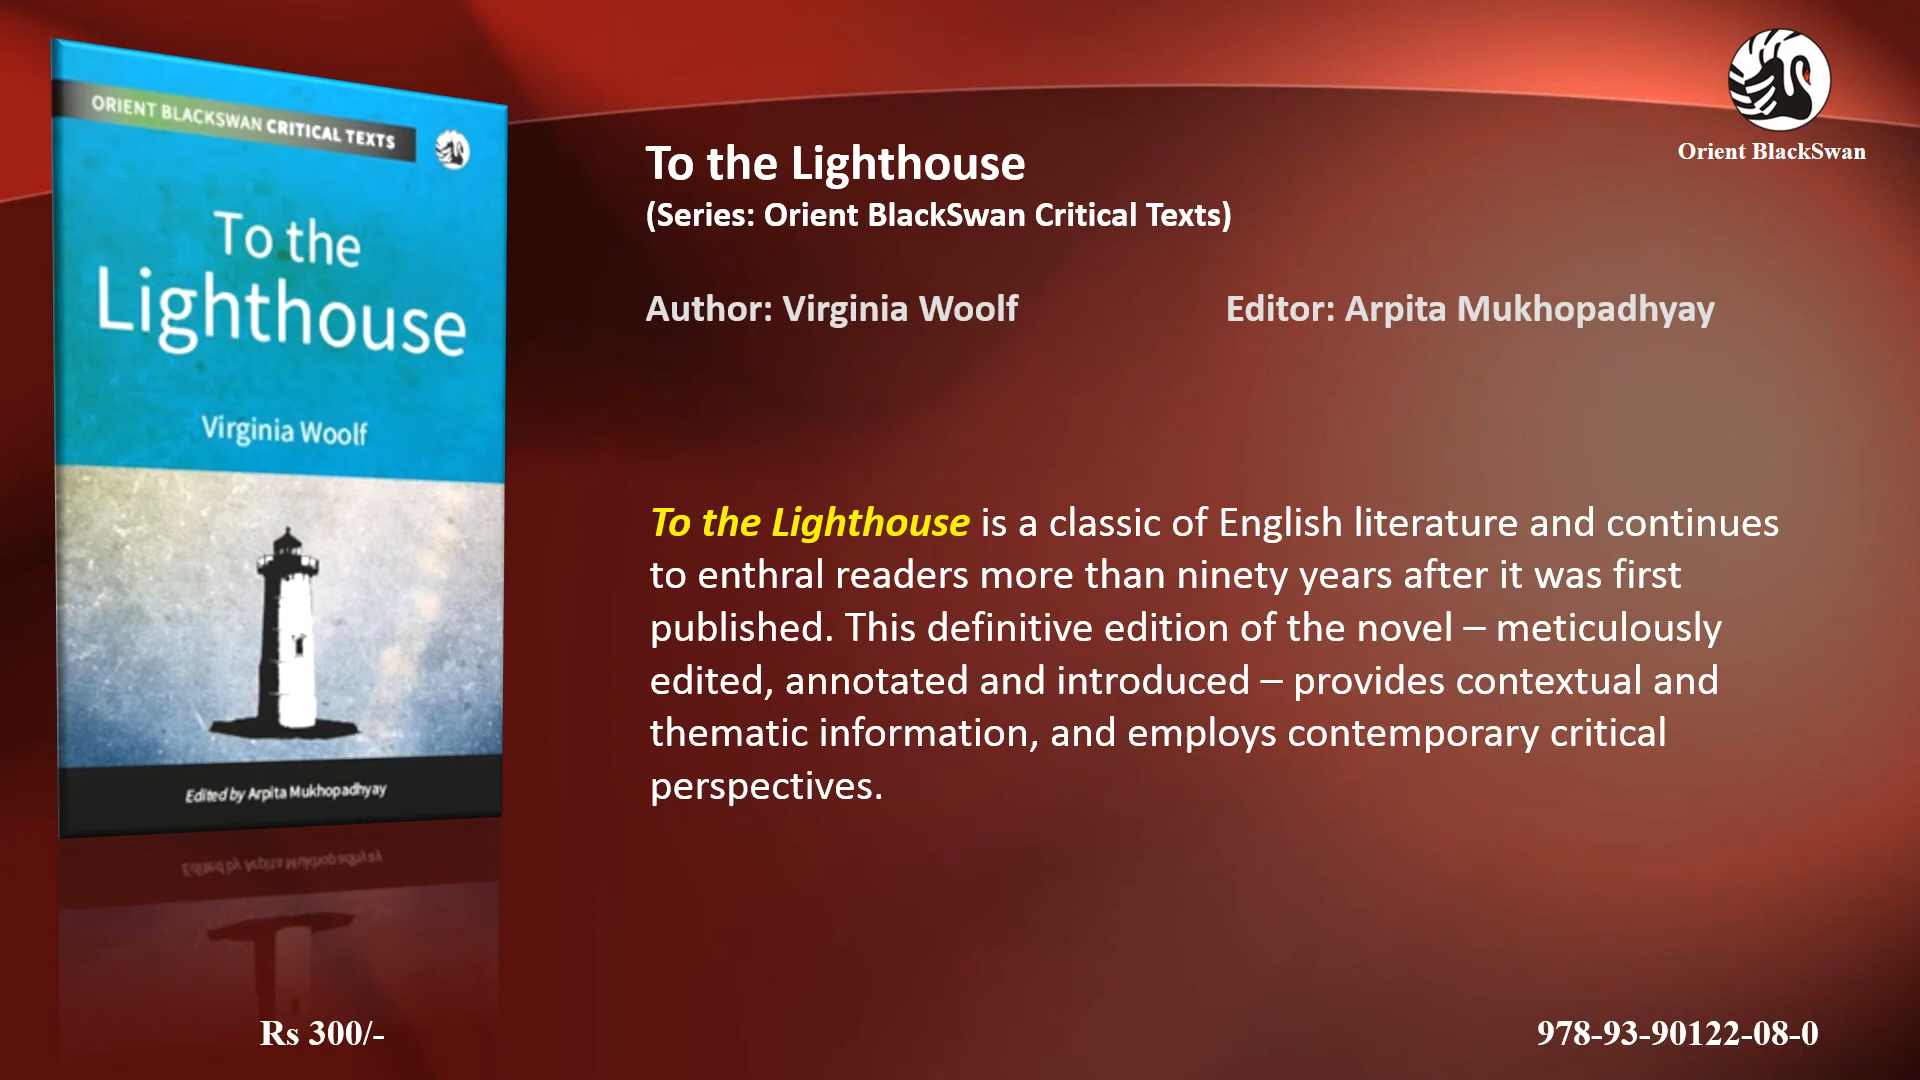 ORIENT BLACKSWAN CRITICAL TEXTS
To the
Lighthouse
Virginia Woolf
Edited by Arpita Mukhopadhyay
Edited by Arpita Mukhopadhyay
Rs 300/-
Orient BlackSwan
To the Lighthouse
(Series: Orient BlackSwan Critical Texts)
Author: Virginia Woolf Editor: Arpita Mukhopadhyay
To the Lighthouse is a classic of English literature and continues
to enthral readers more than ninety years after it was first
published. This definitive edition of the novel – meticulously
edited, annotated and introduced – provides contextual and
thematic information, and employs contemporary critical
perspectives.
978-93-90122-08-0